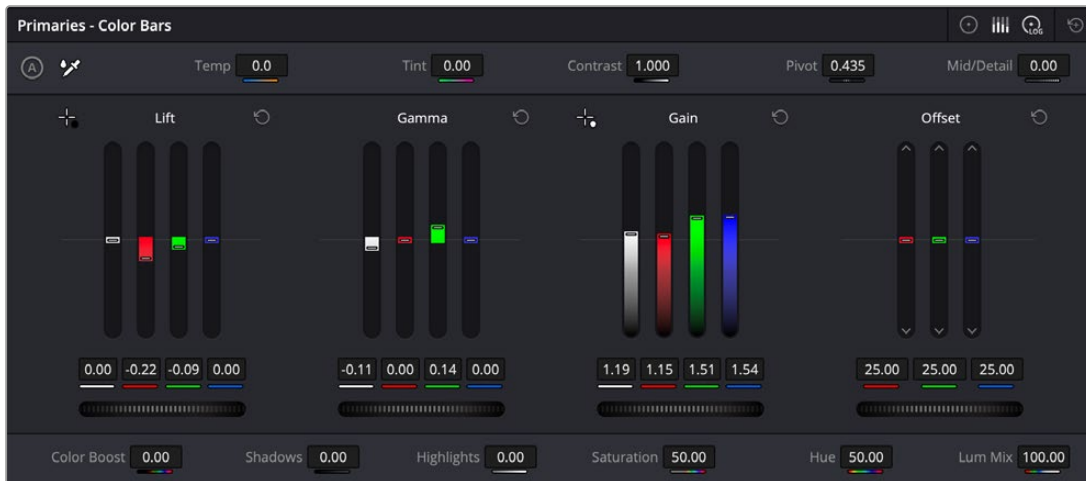 Primaries - Color Bars
LOG
A Temp 0.0 Tint 0.00 Contrast 1.000 Pivot 0.435 Mid/Detail 0.00
Lift Gamma Gain Offset
0.00 -0.22 -0.09 0.00 -0.11 0.00 0.14 0.00 1.19 1.15 1.51 1.54 25.00 25.00 25.00
Color Boost 0.00 Shadows 0.00 Highlights 0.00 Saturation 50.00 Hue 50.00 Lum Mix 100.00